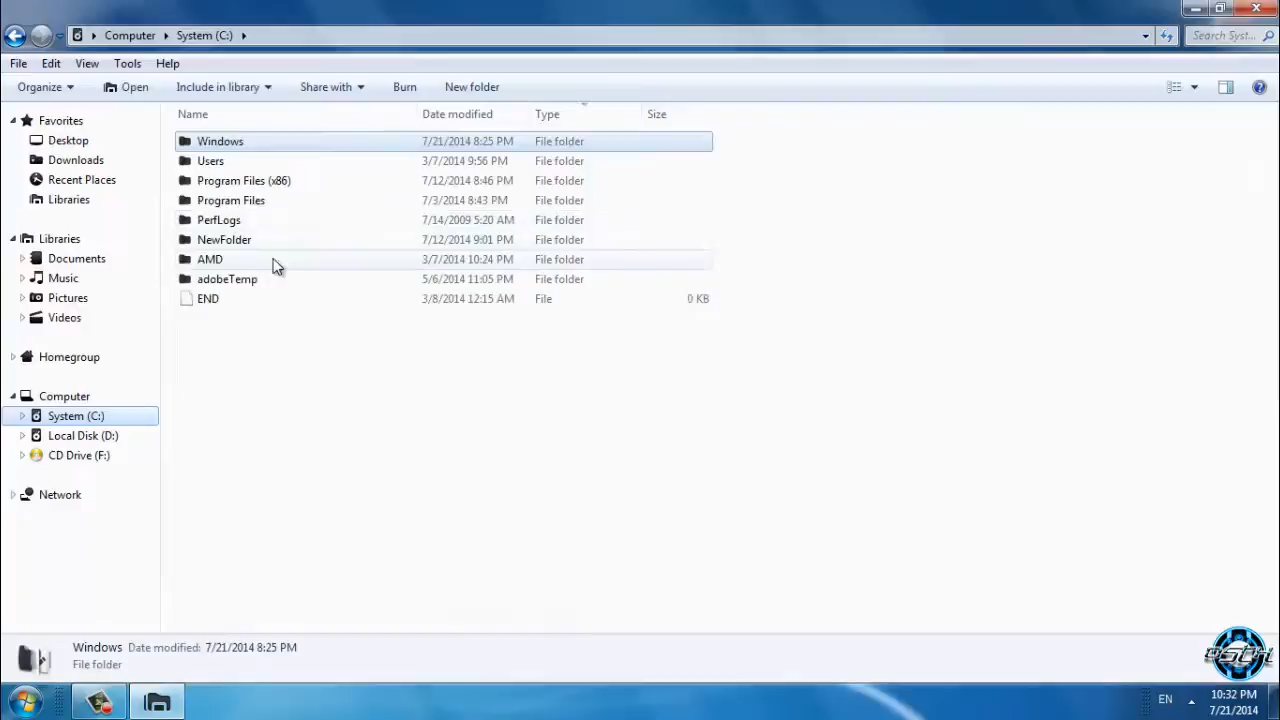 Computer System (C:) Search Syst...
File Edit View Tools Help
Organize Open Include in library Share with Burn New folder
Name Date modified Type Size
Windows 7/21/2014 8:25 PM File folder
Users 3/7/2014 9:56 PM File folder
Program Files (x86) 7/12/2014 8:46 PM File folder
Program Files 7/3/2014 8:43 PM File folder
PerfLogs 7/14/2009 5:20 AM File folder
NewFolder 7/12/2014 9:01 PM File folder
AMD 3/7/2014 10:24 PM File folder
adobeTemp 5/6/2014 11:05 PM File folder
END 3/8/2014 12:15 AM File 0 KB
Favorites
Desktop
Downloads
Recent Places
Libraries
Libraries
Documents
Music
Pictures
Videos
Homegroup
Computer
System (C:)
Local Disk (D:)
CD Drive (F:)
Network
Windows Date modified: 7/21/2014 8:25 PM
File folder
EN 10:32 PM
7/21/2014